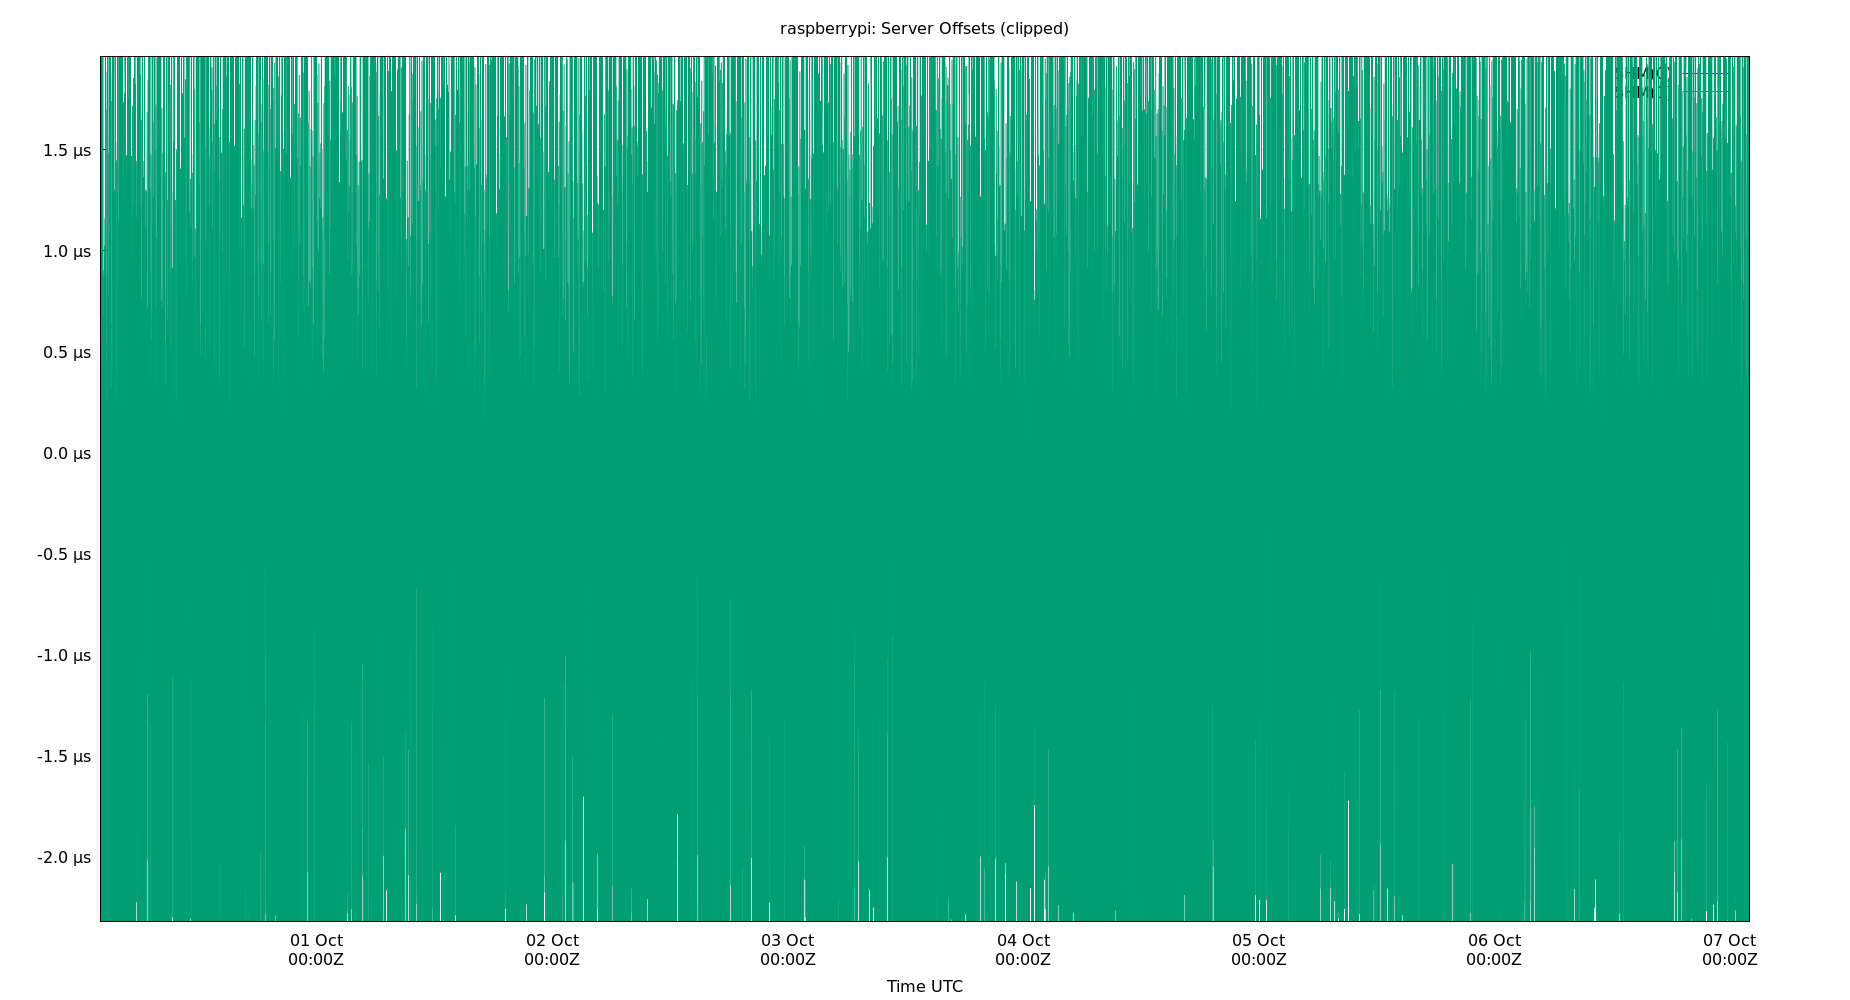 raspberrypi: Server Offsets (clipped)
1.5 µs
1.0 µs
0.5 µs
0.0 µs
-0.5 µs
-1.0 µs
-1.5 µs
-2.0 µs
01 Oct
00:00Z
02 Oct
00:00Z
03 Oct
00:00Z
04 Oct
00:00Z
05 Oct
00:00Z
06 Oct
00:00Z
07 Oct
00:00Z
Time UTC